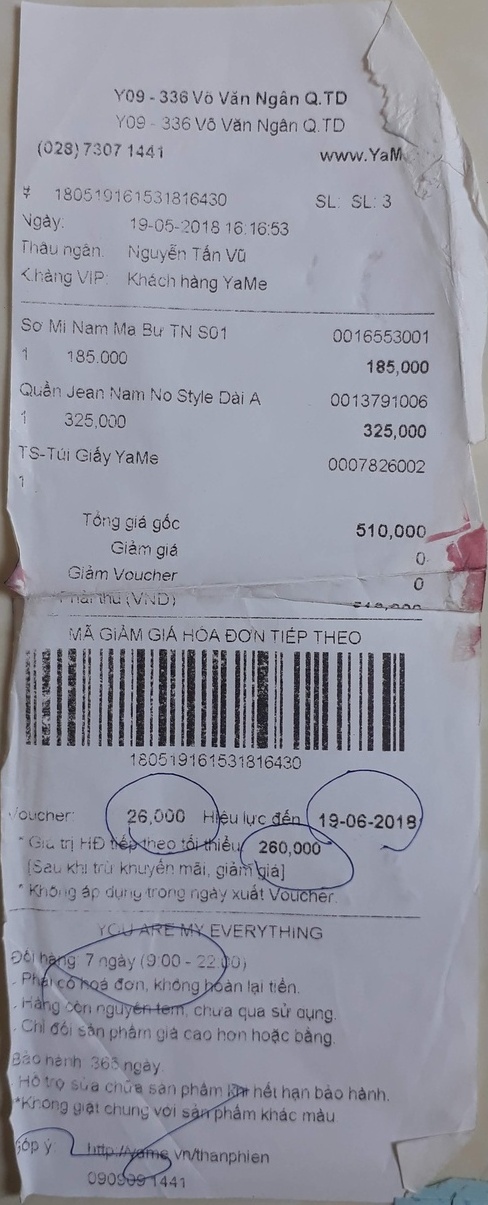 Y09 - 336 Võ Văn Ngân Q.TD
Y09 - 336 Võ Văn Ngân Q.TD
(028) 7307 1441 www.YaM
# 180519161531816430 SL: SL: 3
Ngày: 19-05-2018 16:16:53
Thâu ngân: Nguyễn Tấn Vũ
K.hàng VIP: Khách hàng YaMe
Sơ Mi Nam Ma Bư TN S01 0016553001
1 185.000 185,000
Quần Jean Nam No Style Dài A 0013791006
1 325,000 325,000
TS-Túi Giấy YaMe 0007826002
1
Tổng giá gốc 510,000
Giảm giá 0
Giảm Voucher 0
Phải thu (VND) 510,000
MÃ GIẢM GIÁ HÓA ĐƠN TIẾP THEO
180519161531816430
Voucher: 26,000 Hiệu lực đến 19-06-2018
* Giá trị HĐ tiếp theo tối thiểu 260,000
[Sau khi trừ khuyến mãi, giảm giá]
* Không áp dụng trong ngày xuất Voucher.
YOU ARE MY EVERYTHING
Đổi hàng: 7 ngày (9:00 - 22:00)
. Phải có hoá đơn, không hoàn lại tiền.
. Hàng còn nguyên tem, chưa qua sử dụng.
. Chỉ đổi sản phẩm giá cao hơn hoặc bằng.
Bảo hành: 365 ngày.
. Hỗ trợ sửa chữa sản phẩm khi hết hạn bảo hành.
*Không giặt chung với sản phẩm khác màu
Góp ý: http://yame.vn/thanphien
090909 1441